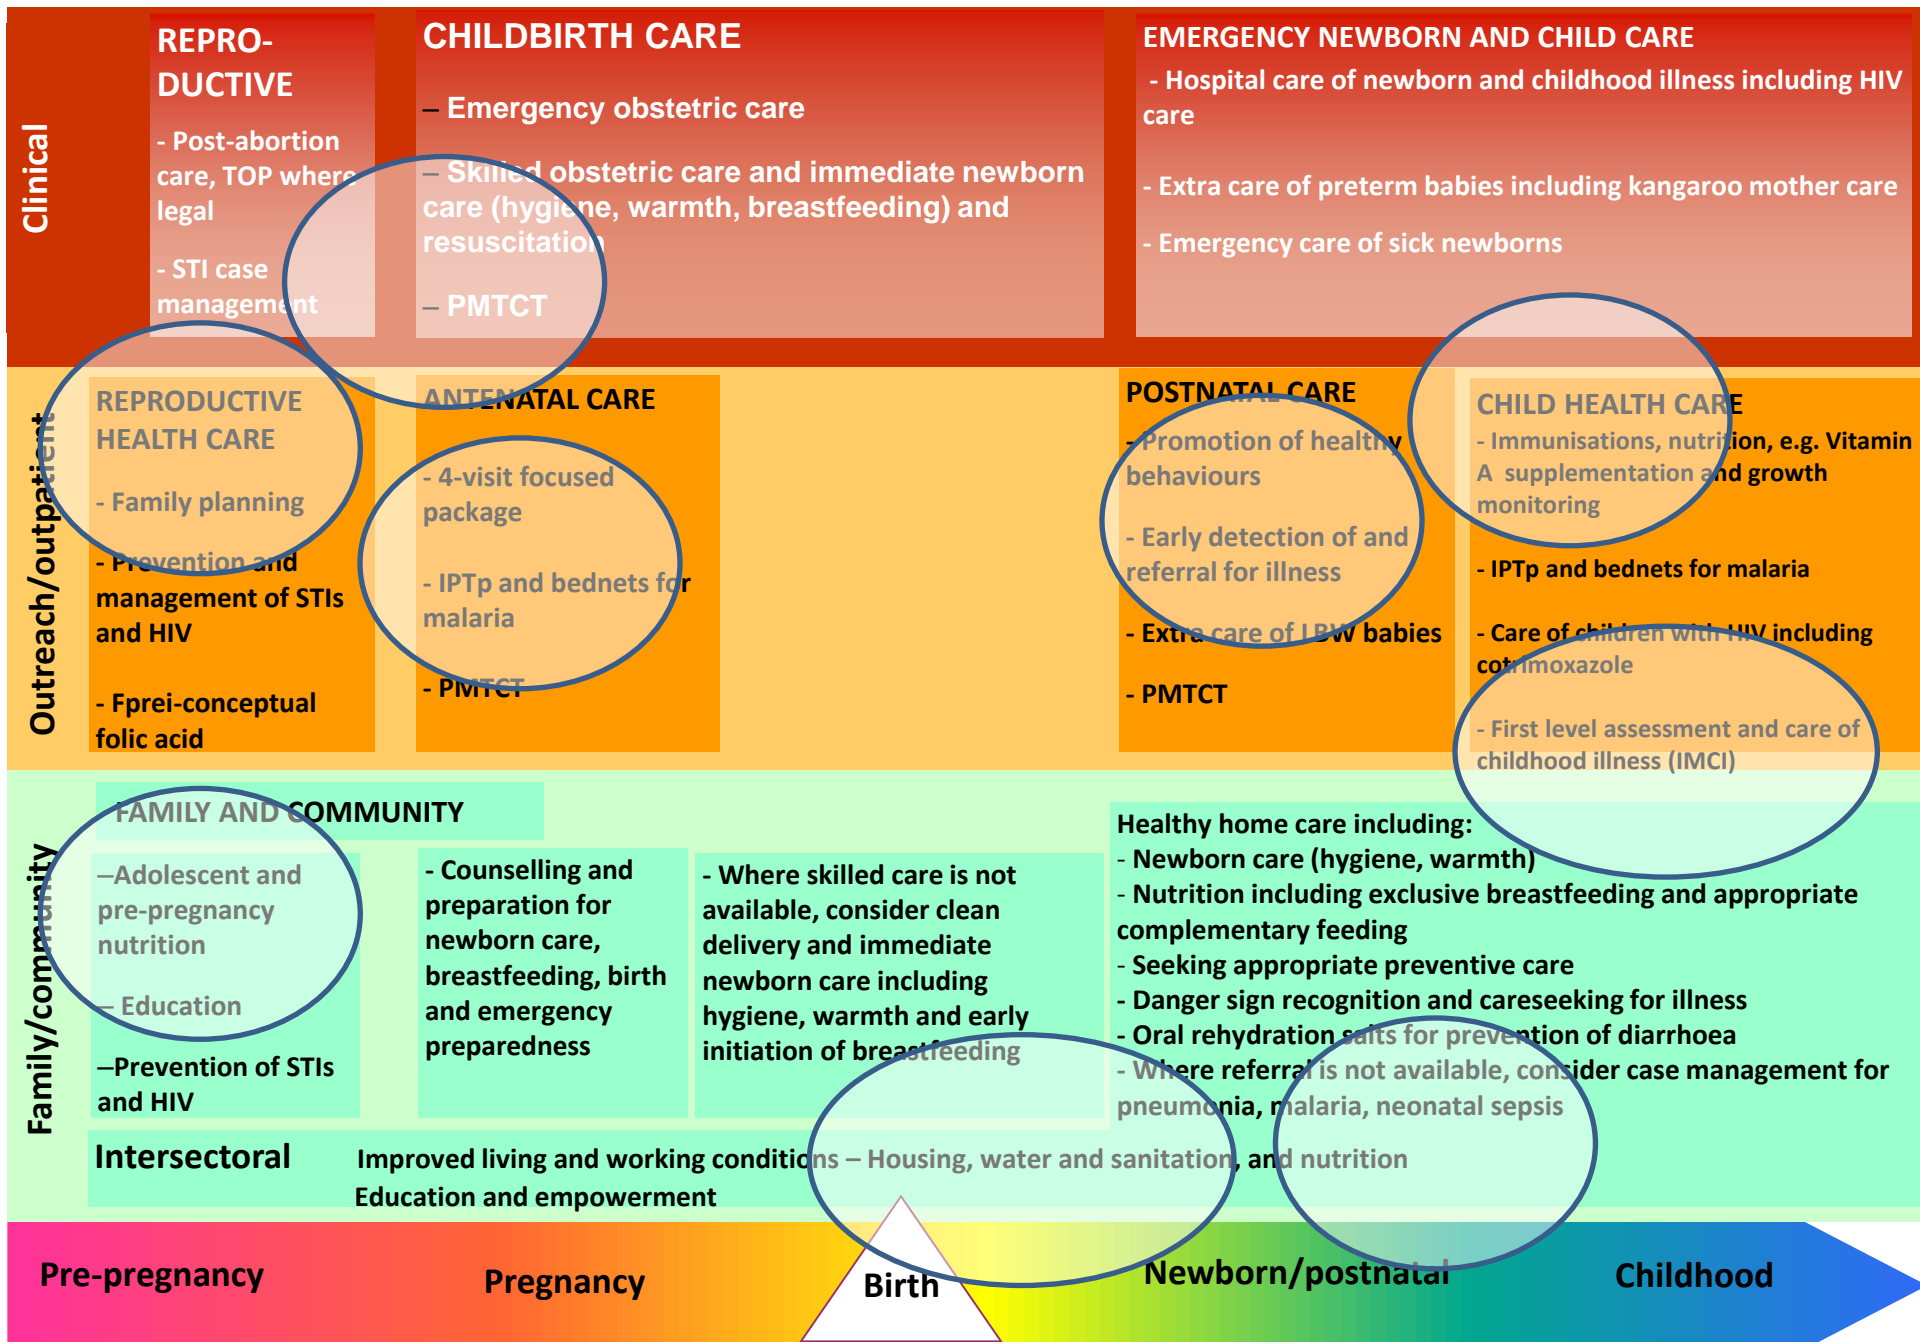 Clinical
REPRO-
DUCTIVE
- Post-abortion
care, TOP where
legal
- STI case
management
CHILDBIRTH CARE
– Emergency obstetric care
– Skilled obstetric care and immediate newborn
care (hygiene, warmth, breastfeeding) and
resuscitation
– PMTCT
EMERGENCY NEWBORN AND CHILD CARE
- Hospital care of newborn and childhood illness including HIV
care
- Extra care of preterm babies including kangaroo mother care
- Emergency care of sick newborns
Outreach/outpatient
REPRODUCTIVE
HEALTH CARE
- Family planning
- Prevention and
management of STIs
and HIV
- Fprei-conceptual
folic acid
ANTENATAL CARE
- 4-visit focused
package
- IPTp and bednets for
malaria
- PMTCT
POSTNATAL CARE
- Promotion of healthy
behaviours
- Early detection of and
referral for illness
- Extra care of LBW babies
- PMTCT
CHILD HEALTH CARE
- Immunisations, nutrition, e.g. Vitamin
A supplementation and growth
monitoring
- IPTp and bednets for malaria
- Care of children with HIV including
cotrimoxazole
- First level assessment and care of
childhood illness (IMCI)
Family/community
FAMILY AND COMMUNITY
–Adolescent and
pre-pregnancy
nutrition
– Education
–Prevention of STIs
and HIV
- Counselling and
preparation for
newborn care,
breastfeeding, birth
and emergency
preparedness
- Where skilled care is not
available, consider clean
delivery and immediate
newborn care including
hygiene, warmth and early
initiation of breastfeeding
Healthy home care including:
- Newborn care (hygiene, warmth)
- Nutrition including exclusive breastfeeding and appropriate
complementary feeding
- Seeking appropriate preventive care
- Danger sign recognition and careseeking for illness
- Oral rehydration salts for prevention of diarrhoea
- Where referral is not available, consider case management for
pneumonia, malaria, neonatal sepsis
Intersectoral
Improved living and working conditions – Housing, water and sanitation, and nutrition
Education and empowerment
Pre-pregnancy
Pregnancy
Birth
Newborn/postnatal
Childhood